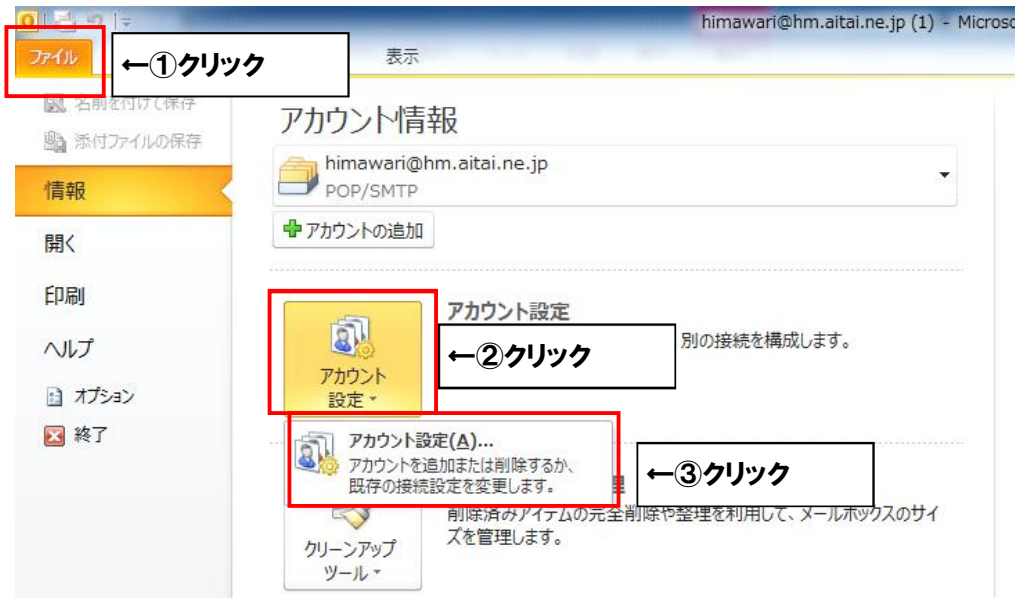 himawari@hm.aitai.ne.jp (1) - Microso
ファイル
←①クリック
表示
名前を付けて保存
添付ファイルの保存
情報
開く
印刷
ヘルプ
オプション
終了
アカウント情報
himawari@hm.aitai.ne.jp
POP/SMTP
アカウントの追加
アカウント
設定
アカウント設定
←②クリック
別の接続を構成します。
アカウント設定(A)...
アカウントを追加または削除するか、
既存の接続設定を変更します。
←③クリック
理
削除済みアイテムの完全削除や整理を利用して、メールボックスのサイ
ズを管理します。
クリーンアップ
ツール